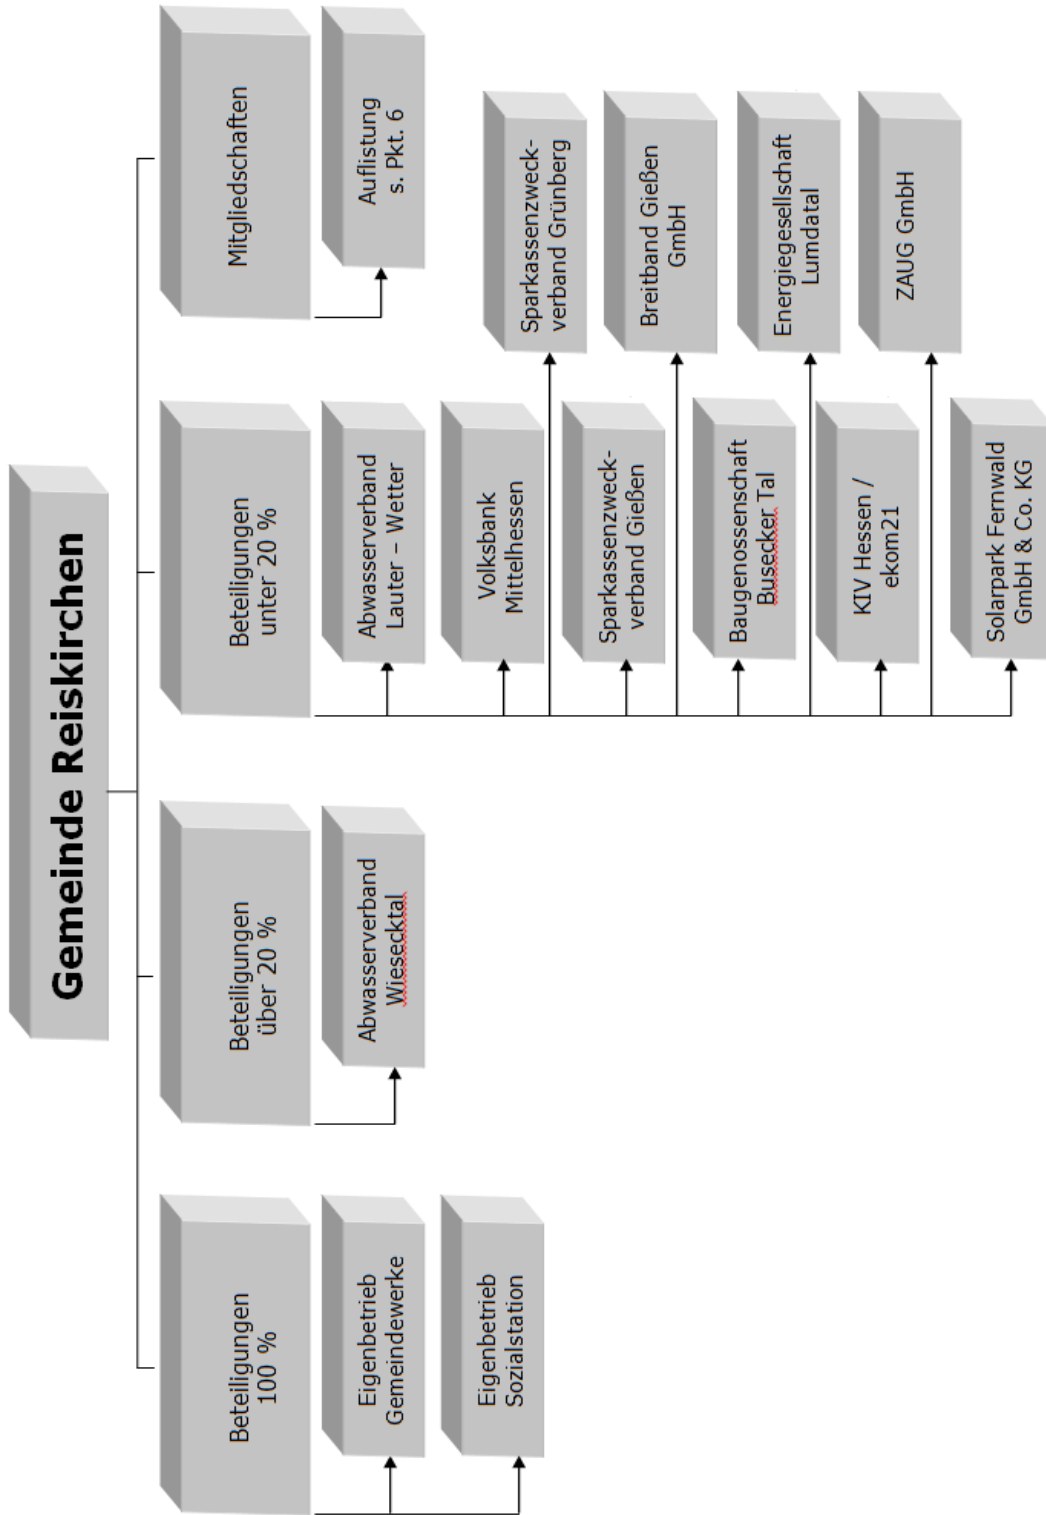 Gemeinde Reiskirchen
Beteiligungen
100 %
Eigenbetrieb
Gemeindewerke
Eigenbetrieb
Sozialstation
Beteiligungen
über 20 %
Abwasserverband
Wiesecktal
Beteiligungen
unter 20 %
Abwasserverband
Lauter – Wetter
Volksbank
Mittelhessen
Sparkassenzweck-
verband Gießen
Baugenossenschaft
Busecker Tal
KIV Hessen /
ekom21
Solarpark Fernwald
GmbH & Co. KG
Sparkassenzweck-
verband Grünberg
Breitband Gießen
GmbH
Energiegesellschaft
Lumdatal
ZAUG GmbH
Mitgliedschaften
Auflistung
s. Pkt. 6